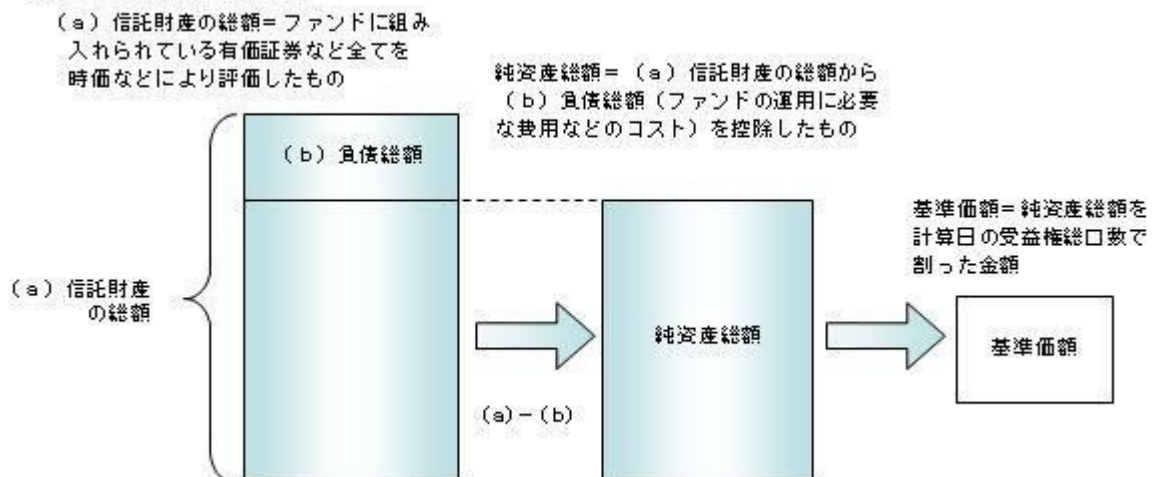 (a)信託財産の総額=ファンドに組み
入れられている有価証券など全てを
時価などにより評価したもの
純資産総額=(a)信託財産の総額から
(b)負債総額(ファンドの運用に必要
な費用などのコスト)を控除したもの
(b)負債総額
基準価額=純資産総額を
計算日の受益権総口数で
割った金額
(a)信託財産
の総額
純資産総額
基準価額
(a)-(b)